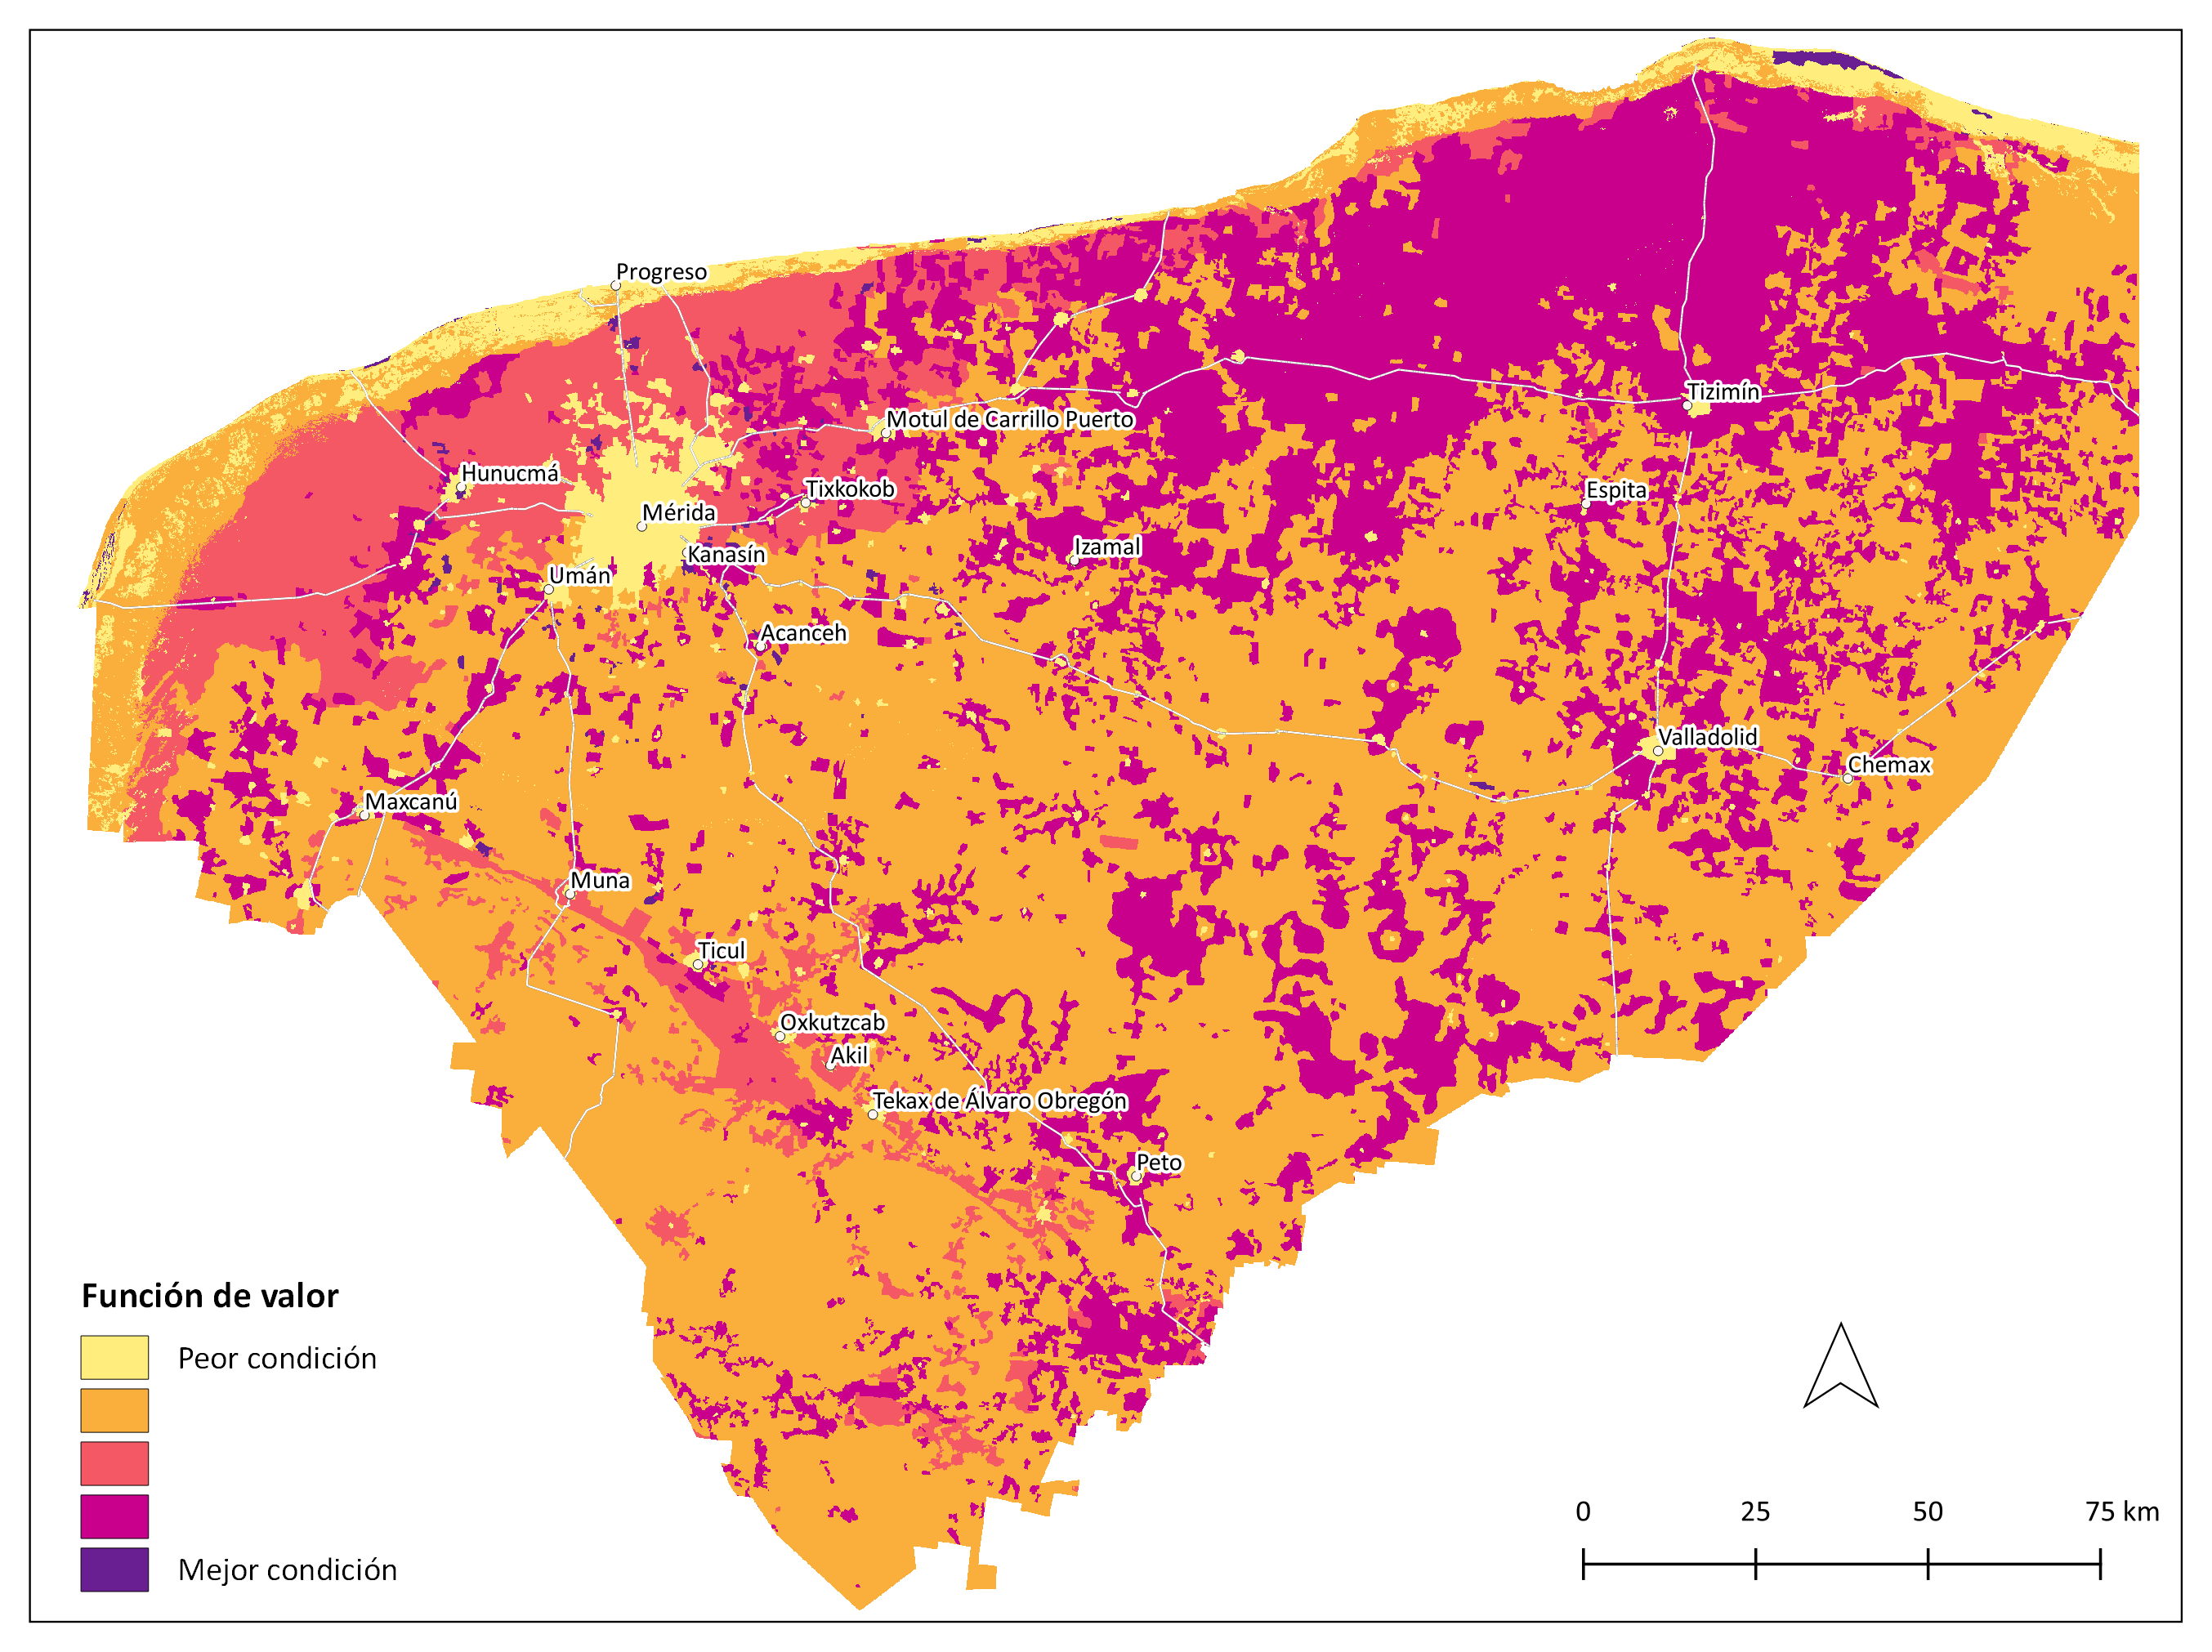 Progreso
Tizimín
Motul de Carrillo Puerto
Hunucmá
Tixkokob
Espita
Mérida
Izamal
Kanasín
Umán
Acanceh
Valladolid
Chemax
Maxcanú
Muna
Ticul
Oxkutzcab
Akil
Tekax de Álvaro Obregón
Peto
Función de valor
Peor condición
Mejor condición
0 25 50 75 km